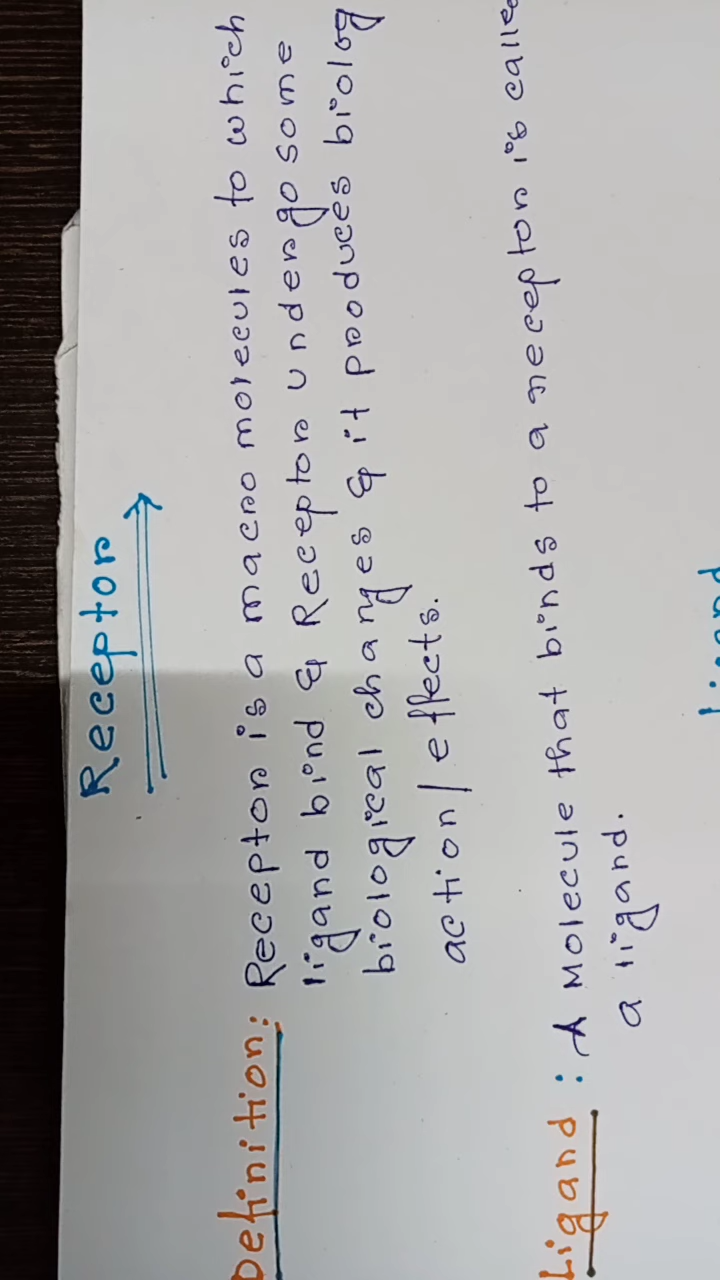 Receptor
Definition: Receptor is a macro molecules to which
ligand bind & Receptor undergo some
biological changes & it produces biolog
action/effects.
Ligand : A Molecule that binds to a receptor is calle
a ligand.